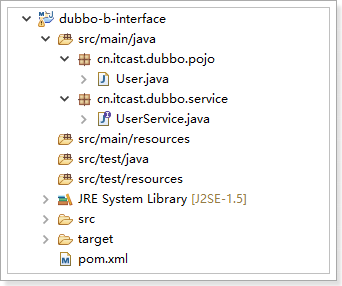 dubbo-b-interface
src/main/java
cn.itcast.dubbo.pojo
User.java
cn.itcast.dubbo.service
UserService.java
src/main/resources
src/test/java
src/test/resources
JRE System Library [J2SE-1.5]
src
target
pom.xml